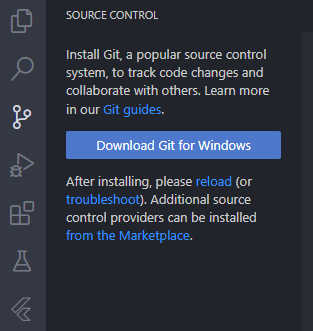 SOURCE CONTROL
Install Git, a popular source control
system, to track code changes and
collaborate with others. Learn more
in our Git guides.
Download Git for Windows
After installing, please reload (or
troubleshoot). Additional source
control providers can be installed
from the Marketplace.